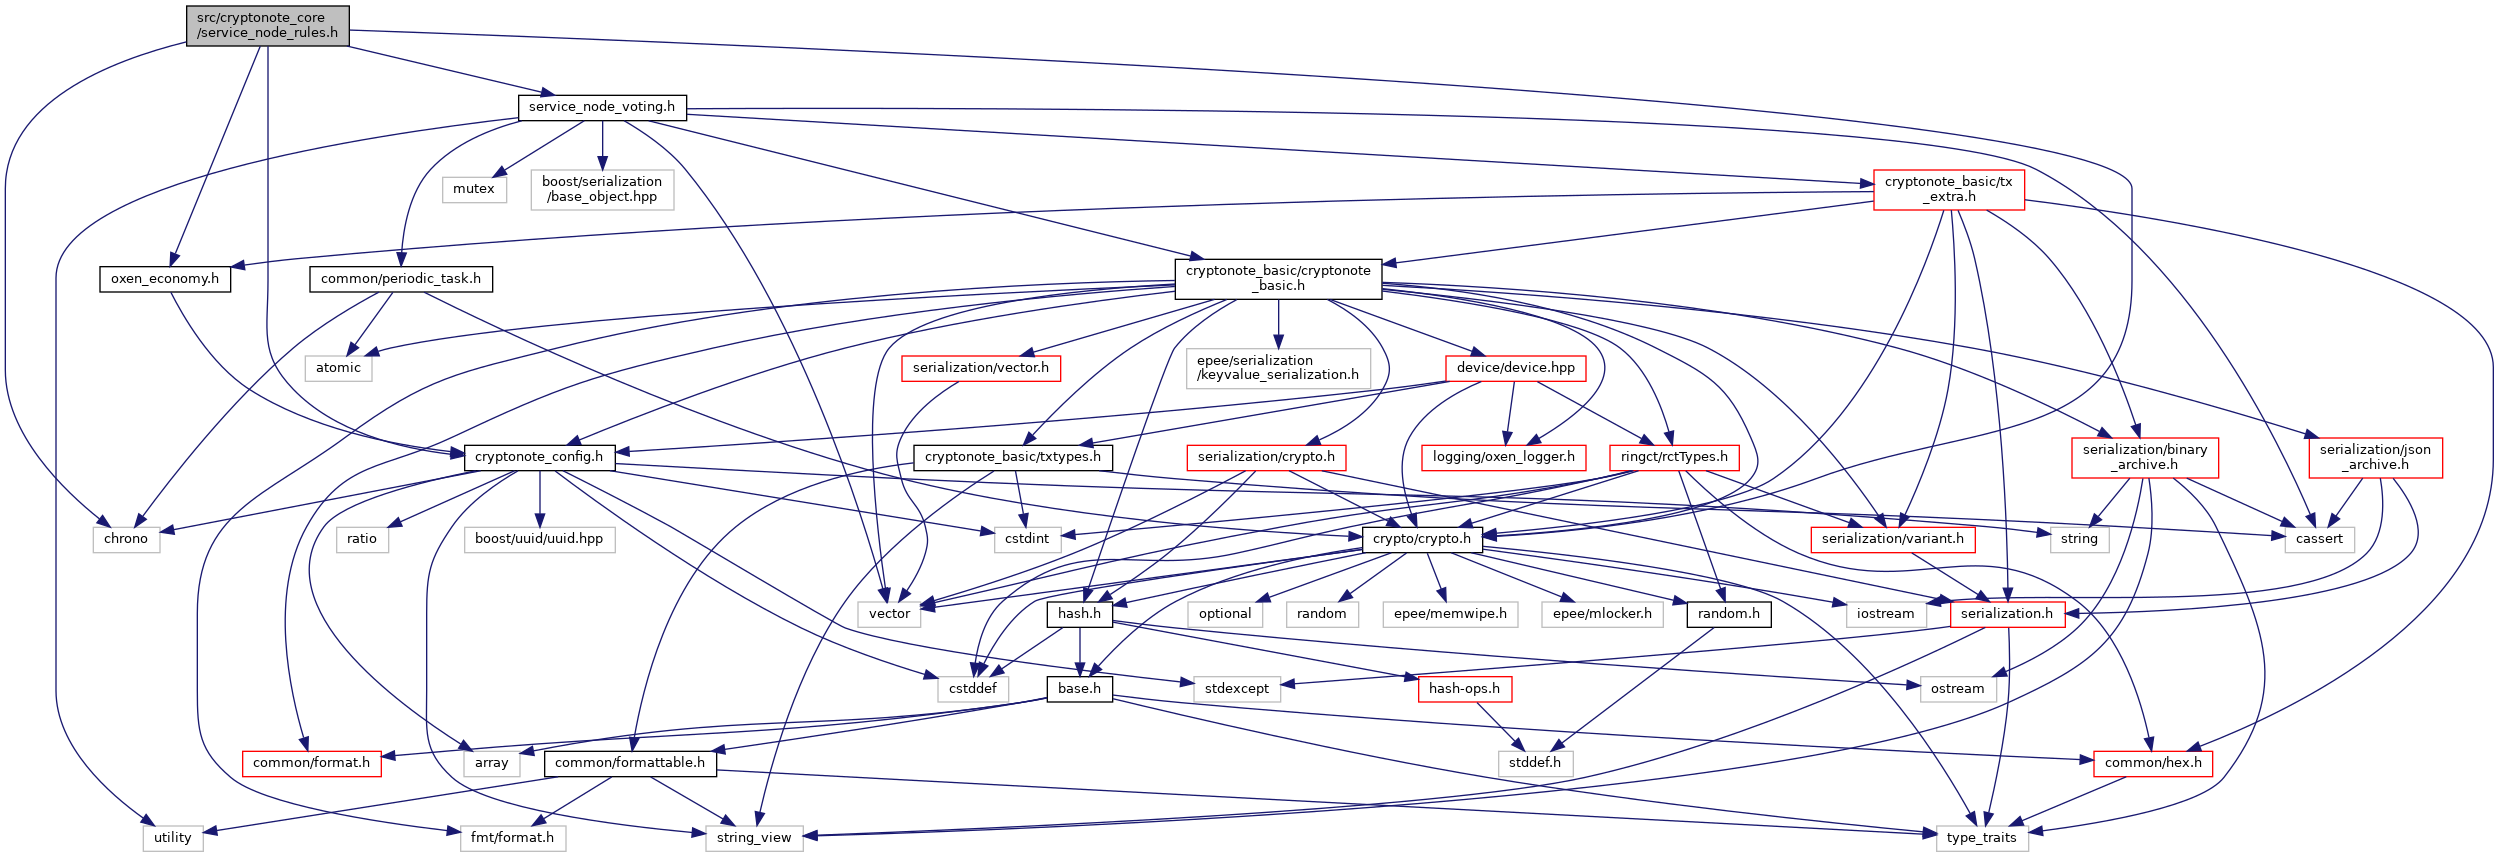 src/cryptonote_core
/service_node_rules.h
service_node_voting.h
mutex
boost/serialization
/base_object.hpp
cryptonote_basic/tx
_extra.h
oxen_economy.h
common/periodic_task.h
cryptonote_basic/cryptonote
_basic.h
atomic
serialization/vector.h
epee/serialization
/keyvalue_serialization.h
device/device.hpp
cryptonote_config.h
cryptonote_basic/txtypes.h
serialization/crypto.h
logging/oxen_logger.h
ringct/rctTypes.h
serialization/binary
_archive.h
serialization/json
_archive.h
chrono
ratio
boost/uuid/uuid.hpp
cstdint
crypto/crypto.h
serialization/variant.h
string
cassert
vector
hash.h
optional
random
epee/memwipe.h
epee/mlocker.h
random.h
iostream
serialization.h
cstddef
base.h
stdexcept
hash-ops.h
ostream
common/format.h
array
common/formattable.h
stddef.h
common/hex.h
utility
fmt/format.h
string_view
type_traits